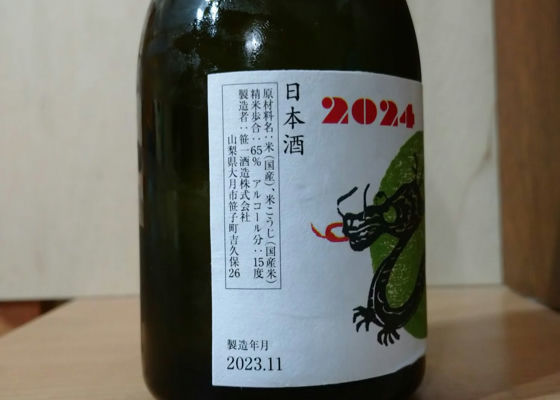 日本酒
原材料名：米（国産）、米こうじ（国産米）
精米歩合：65％　アルコール分：15度
製造者：笹一酒造株式会社
山梨県大月市笹子町吉久保26
2024
製造年月
2023.11